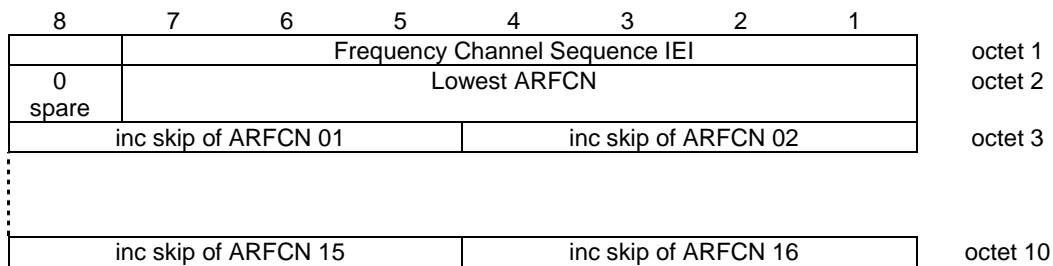 8 7 6 5 4 3 2 1
Frequency Channel Sequence IEI octet 1
0 Lowest ARFCN octet 2
spare
inc skip of ARFCN 01 inc skip of ARFCN 02 octet 3
inc skip of ARFCN 15 inc skip of ARFCN 16 octet 10